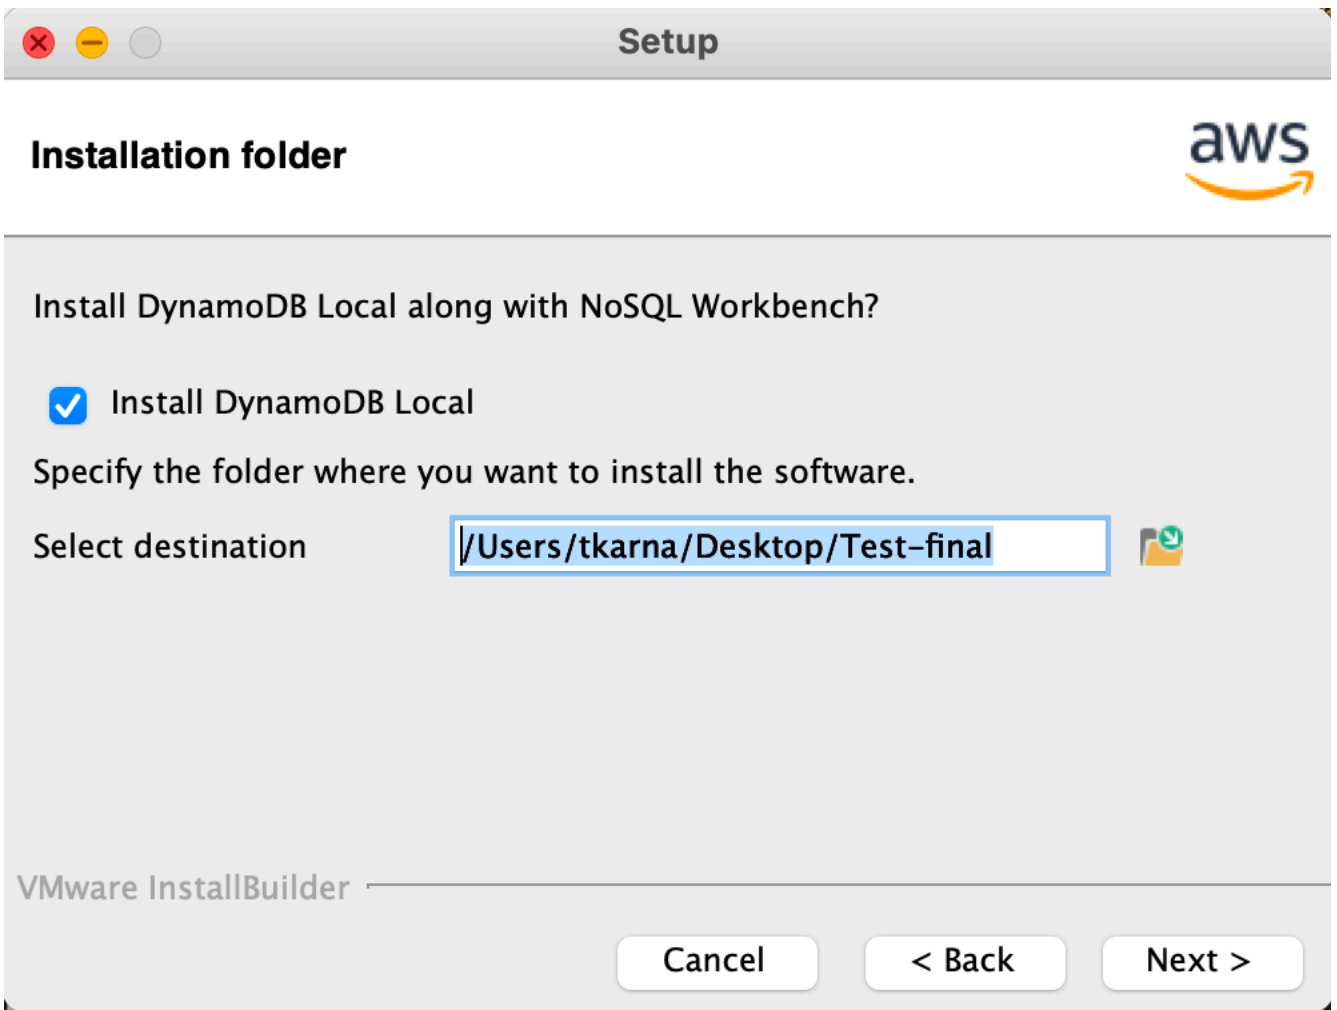 Setup
Installation folder
aws
Install DynamoDB Local along with NoSQL Workbench?
Install DynamoDB Local
Specify the folder where you want to install the software.
Select destination /Users/tkarna/Desktop/Test-final
VMware InstallBuilder
Cancel < Back Next >